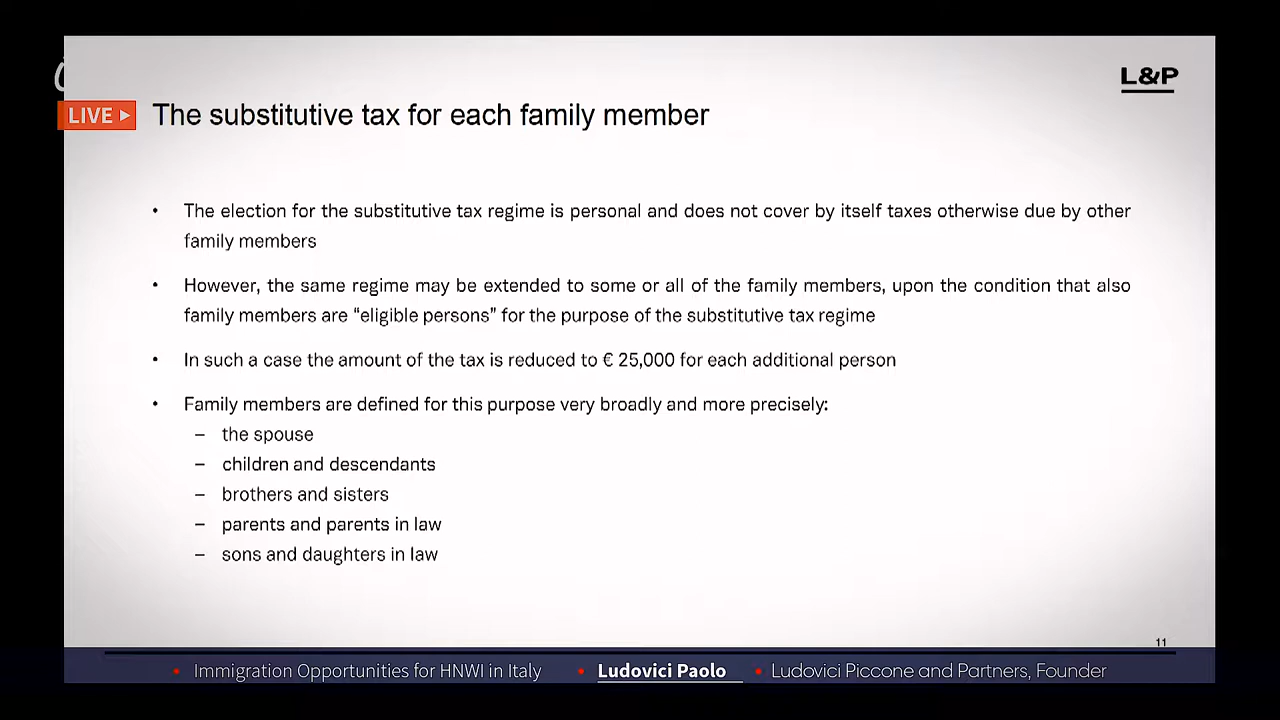 L&P
LIVE
The substitutive tax for each family member
• The election for the substitutive tax regime is personal and does not cover by itself taxes otherwise due by other
family members
• However, the same regime may be extended to some or all of the family members, upon the condition that also
family members are “eligible persons” for the purpose of the substitutive tax regime
• In such a case the amount of the tax is reduced to € 25,000 for each additional person
• Family members are defined for this purpose very broadly and more precisely:
– the spouse
– children and descendants
– brothers and sisters
– parents and parents in law
– sons and daughters in law
11
• Immigration Opportunities for HNWI in Italy • Ludovici Paolo • Ludovici Piccone and Partners, Founder